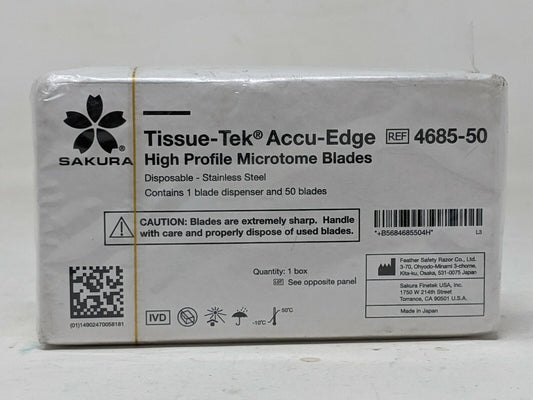 SAKURA®
Tissue-Tek® Accu-Edge REF 4685-50
High Profile Microtome Blades
Disposable - Stainless Steel
Contains 1 blade dispenser and 50 blades
CAUTION: Blades are extremely sharp. Handle
with care and properly dispose of used blades.
*+B5684685504H*
L3
Quantity: 1 box
LOT See opposite panel
Feather Safety Razor Co., Ltd.
3-70, Ohyodo-Minami 3-chome,
Kita-ku, Osaka, 531-0075 Japan
Sakura Finetek USA, Inc.
1750 W 214th Street
Torrance, CA 90501 U.S.A.
Made in Japan
(01)14902470058181
IVD
2
-10°C
50°C